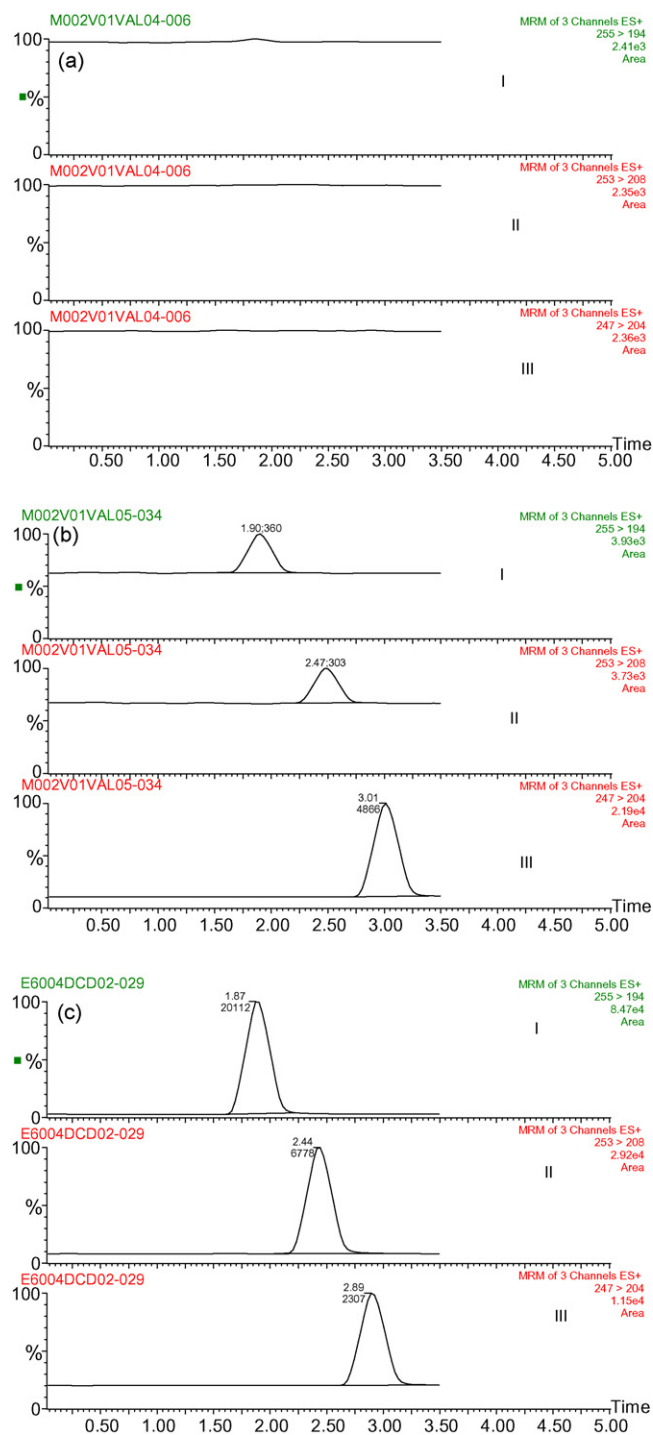 M002V01VAL04-006
MRM of 3 Channels ES+
255 > 194
2.41e3
Area
100
(a)
I
%
0
M002V01VAL04-006
MRM of 3 Channels ES+
253 > 208
2.35e3
Area
100
II
%
0
M002V01VAL04-006
MRM of 3 Channels ES+
247 > 204
2.36e3
Area
100
III
%
0
Time
0.50 1.00 1.50 2.00 2.50 3.00 3.50 4.00 4.50 5.00
M002V01VAL05-034
MRM of 3 Channels ES+
255 > 194
3.93e3
Area
100
(b)
1.90;360
I
%
0
M002V01VAL05-034
MRM of 3 Channels ES+
253 > 208
3.73e3
Area
100
2.47;303
II
%
0
M002V01VAL05-034
MRM of 3 Channels ES+
247 > 204
2.19e4
Area
100
3.01
4866
III
%
0
Time
0.50 1.00 1.50 2.00 2.50 3.00 3.50 4.00 4.50 5.00
E6004DCD02-029
MRM of 3 Channels ES+
255 > 194
8.47e4
Area
100
(c)
1.87
20112
I
%
0
E6004DCD02-029
MRM of 3 Channels ES+
253 > 208
2.92e4
Area
100
2.44
6778
II
%
0
E6004DCD02-029
MRM of 3 Channels ES+
247 > 204
1.15e4
Area
100
2.89
2307
III
%
0
Time
0.50 1.00 1.50 2.00 2.50 3.00 3.50 4.00 4.50 5.00